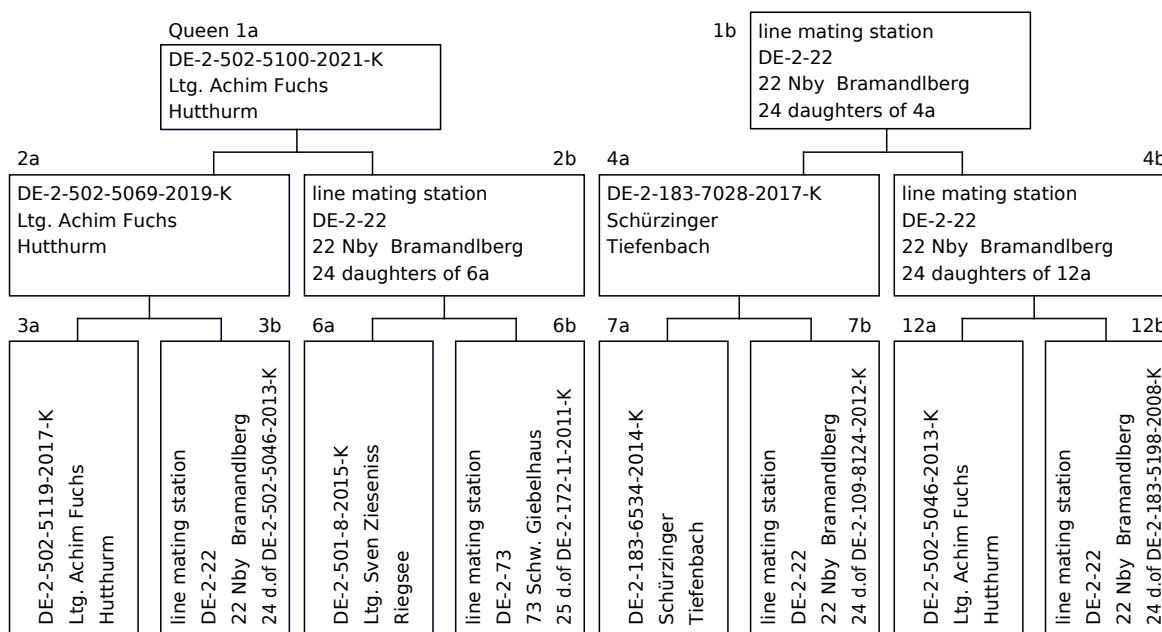 Queen 1a
DE-2-502-5100-2021-K
Ltg. Achim Fuchs
Hutthurm
1b
line mating station
DE-2-22
22 Nby  Bramandlberg
24 daughters of 4a
2a
DE-2-502-5069-2019-K
Ltg. Achim Fuchs
Hutthurm
2b
line mating station
DE-2-22
22 Nby  Bramandlberg
24 daughters of 6a
4a
DE-2-183-7028-2017-K
Schürzinger
Tiefenbach
4b
line mating station
DE-2-22
22 Nby  Bramandlberg
24 daughters of 12a
3a
DE-2-502-5119-2017-K
Ltg. Achim Fuchs
Hutthurm
3b
line mating station
DE-2-22
22 Nby  Bramandlberg
24 d.of DE-2-502-5046-2013-K
6a
DE-2-501-8-2015-K
Ltg. Sven Zieseniss
Riegsee
6b
line mating station
DE-2-73
73 Schw. Giebelhaus
25 d.of DE-2-172-11-2011-K
7a
DE-2-183-6534-2014-K
Schürzinger
Tiefenbach
7b
line mating station
DE-2-22
22 Nby  Bramandlberg
24 d.of DE-2-109-8124-2012-K
12a
DE-2-502-5046-2013-K
Ltg. Achim Fuchs
Hutthurm
12b
line mating station
DE-2-22
22 Nby  Bramandlberg
24 d.of DE-2-183-5198-2008-K